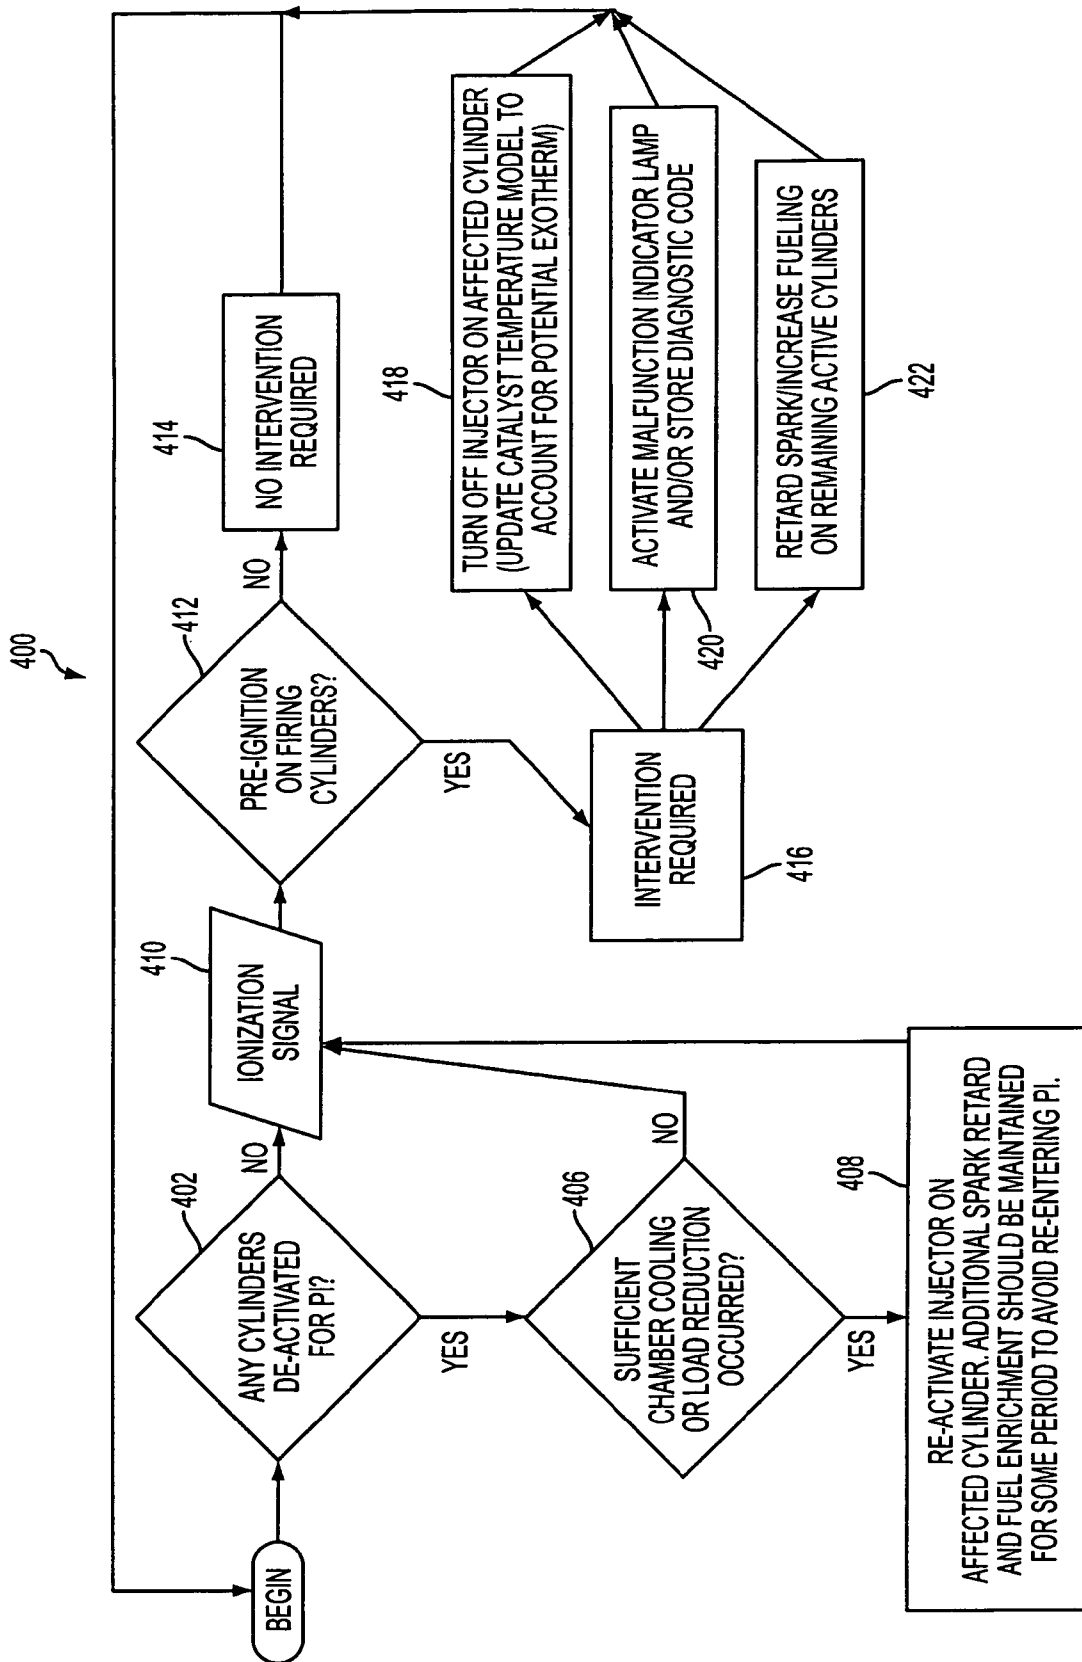 400
BEGIN
402
ANY CYLINDERS
DE-ACTIVATED
FOR PI?
NO
YES
406
SUFFICIENT
CHAMBER COOLING
OR LOAD REDUCTION
OCCURRED?
NO
YES
408
RE-ACTIVATE INJECTOR ON
AFFECTED CYLINDER. ADDITIONAL SPARK RETARD
AND FUEL ENRICHMENT SHOULD BE MAINTAINED
FOR SOME PERIOD TO AVOID RE-ENTERING PI.
410
IONIZATION
SIGNAL
412
PRE-IGNITION
ON FIRING
CYLINDERS?
NO
YES
414
NO INTERVENTION
REQUIRED
INTERVENTION
REQUIRED
416
418
TURN OFF INJECTOR ON AFFECTED CYLINDER
(UPDATE CATALYST TEMPERATURE MODEL TO
ACCOUNT FOR POTENTIAL EXOTHERM)
ACTIVATE MALFUNCTION INDICATOR LAMP
AND/OR STORE DIAGNOSTIC CODE
420
RETARD SPARK/INCREASE FUELING
ON REMAINING ACTIVE CYLINDERS
422